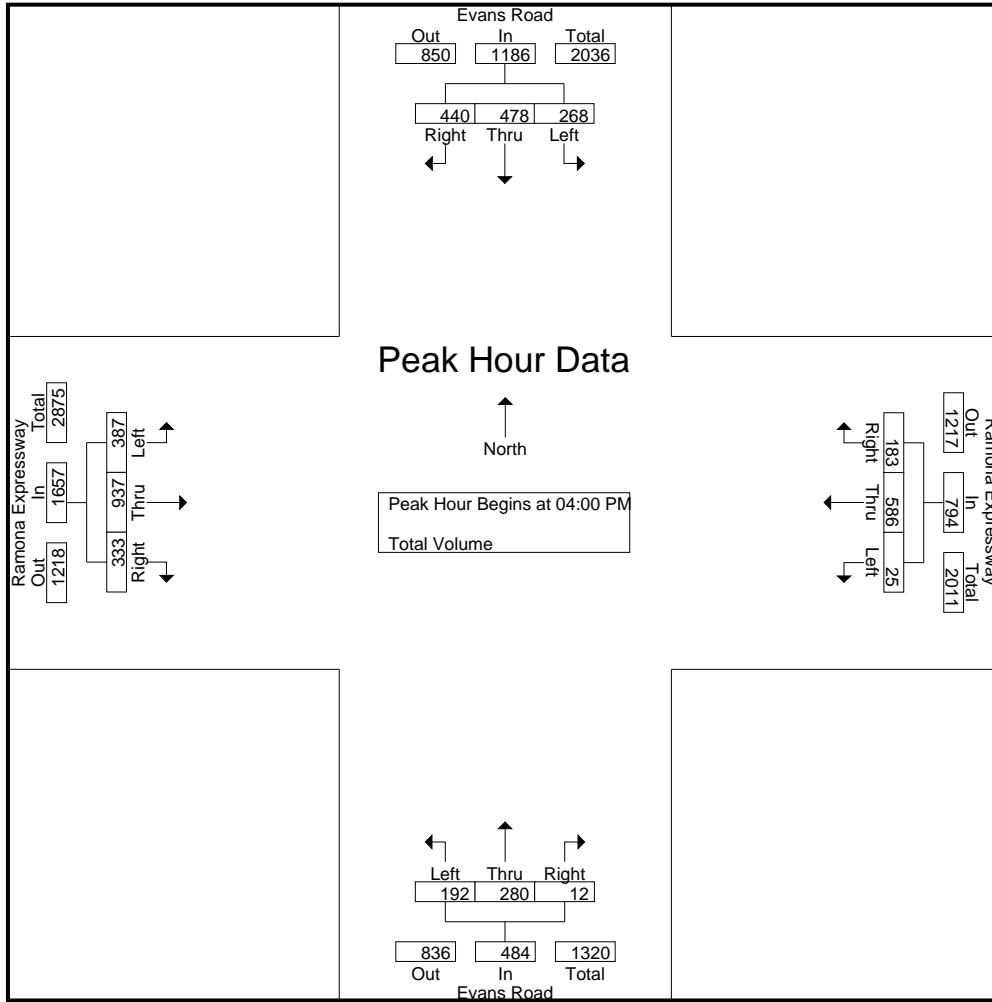 Evans Road
Out In Total
850 1186 2036
440 478 268
Right Thru Left
Peak Hour Data
North
Peak Hour Begins at 04:00 PM
Total Volume
Ramona Expressway
Out In Total
1218 1657 2875
Left Thru Right
387 937 333
Ramona Expressway
Out In Total
1217 794 2011
Right Thru Left
183 586 25
Left Thru Right
192 280 12
836 484 1320
Out In Total
Evans Road